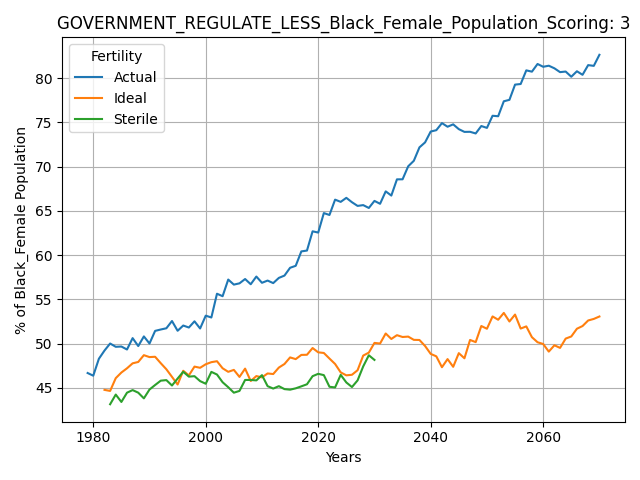 GOVERNMENT_REGULATE_LESS_Black_Female_Population_Scoring: 3
Fertility
Actual
Ideal
Sterile
% of Black_Female Population
80
75
70
65
60
55
50
45
1980
2000
2020
2040
2060
Years